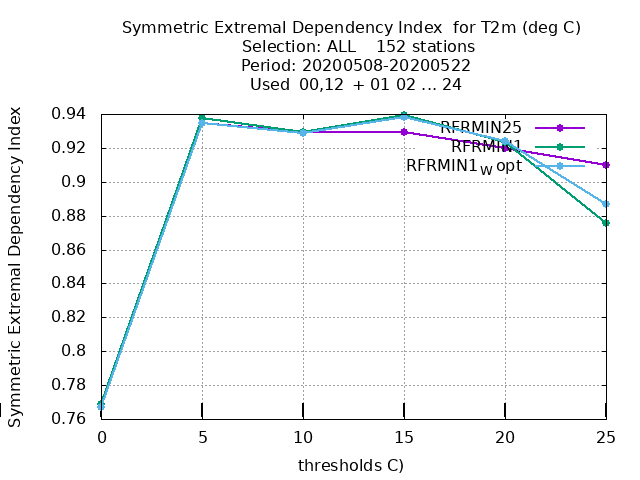 Symmetric Extremal Dependency Index  for T2m (deg C)
Selection: ALL    152 stations
Period: 20200508-20200522
Used  00,12  + 01 02 ... 24
Symmetric Extremal Dependency Index
0.94
0.92
0.9
0.88
0.86
0.84
0.82
0.8
0.78
0.76
RFRMIN25
RFRMIN1
RFRMIN1W opt
0 5 10 15 20 25
thresholds C)